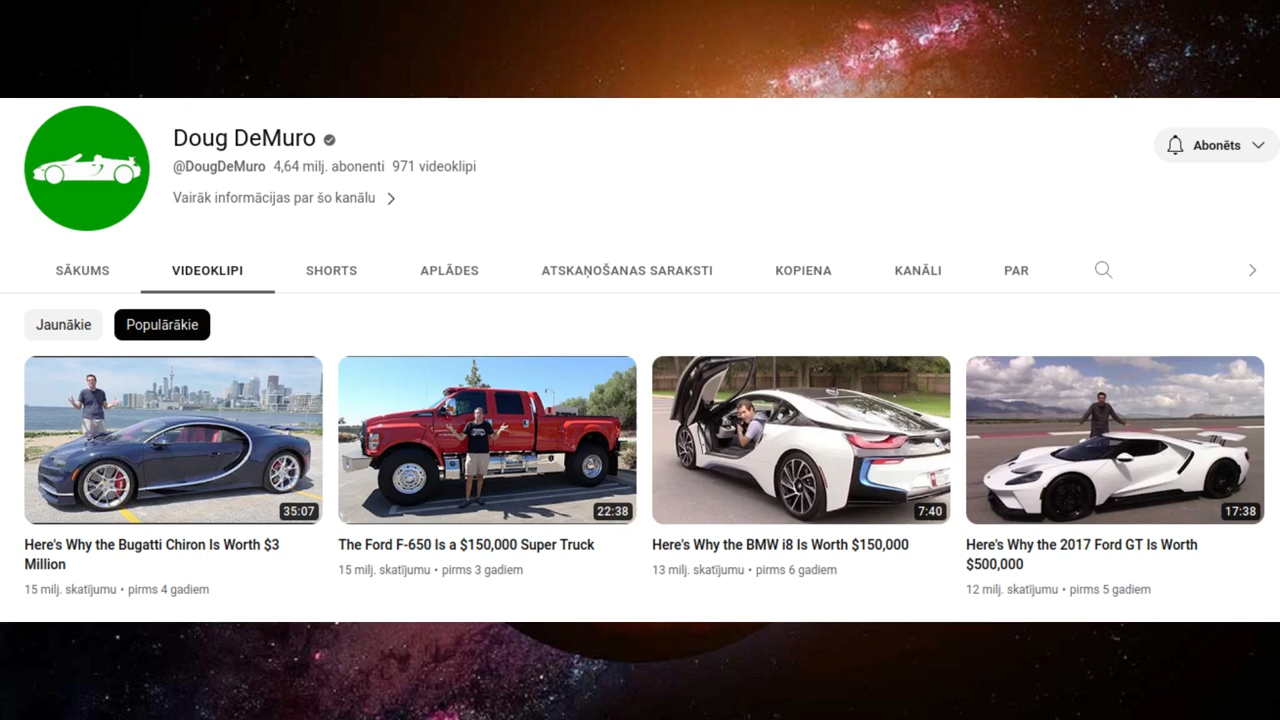 Doug DeMuro
@DougDeMuro 4,64 milj. abonenti 971 videoklipi
Vairāk informācijas par šo kanālu
Abonēts
SĀKUMS VIDEOKLIPI SHORTS APLĀDES ATSKAŅOŠANAS SARAKSTI KOPIENA KANĀLI PAR
Jaunākie Populārākie
35:07 22:38 7:40 17:38
Here's Why the Bugatti Chiron Is Worth $3
Million
15 milj. skatījumu • pirms 4 gadiem
The Ford F-650 Is a $150,000 Super Truck
15 milj. skatījumu • pirms 3 gadiem
Here's Why the BMW i8 Is Worth $150,000
13 milj. skatījumu • pirms 6 gadiem
Here's Why the 2017 Ford GT Is Worth
$500,000
12 milj. skatījumu • pirms 5 gadiem